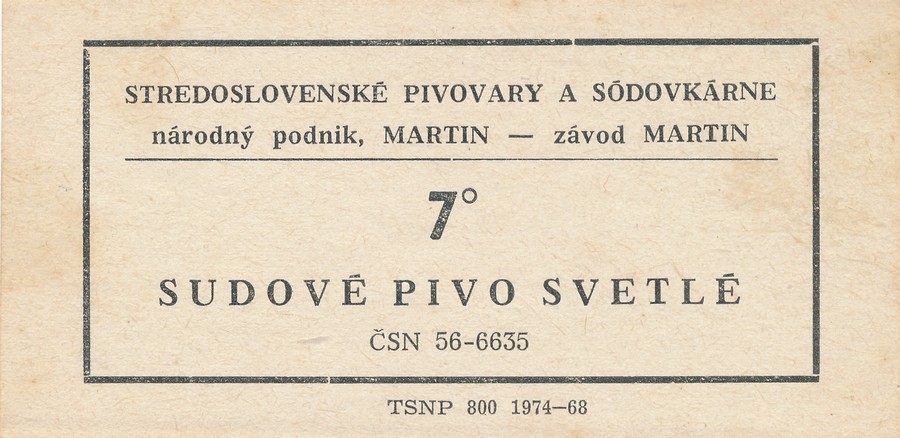 STREDOSLOVENSKÉ PIVOVARY A SÓDOVKÁRNE
národný podnik, MARTIN — závod MARTIN
7°
SUDOVÉ PIVO SVETLÉ
ČSN 56-6635
TSNP 800 1974—68